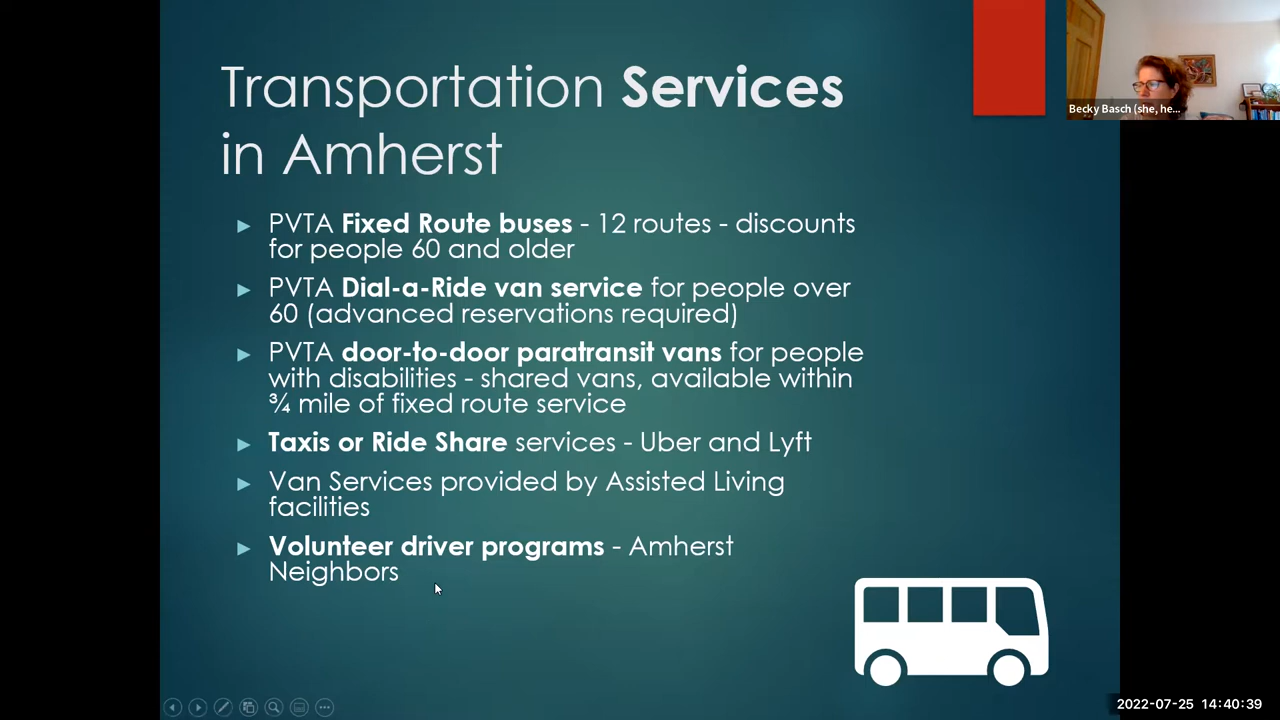 Transportation Services
in Amherst
► PVTA Fixed Route buses - 12 routes - discounts
for people 60 and older
► PVTA Dial-a-Ride van service for people over
60 (advanced reservations required)
► PVTA door-to-door paratransit vans for people
with disabilities - shared vans, available within
¾ mile of fixed route service
► Taxis or Ride Share services - Uber and Lyft
► Van Services provided by Assisted Living
facilities
► Volunteer driver programs - Amherst
Neighbors
Becky Basch (she, he...
2022-07-25 14:40:39